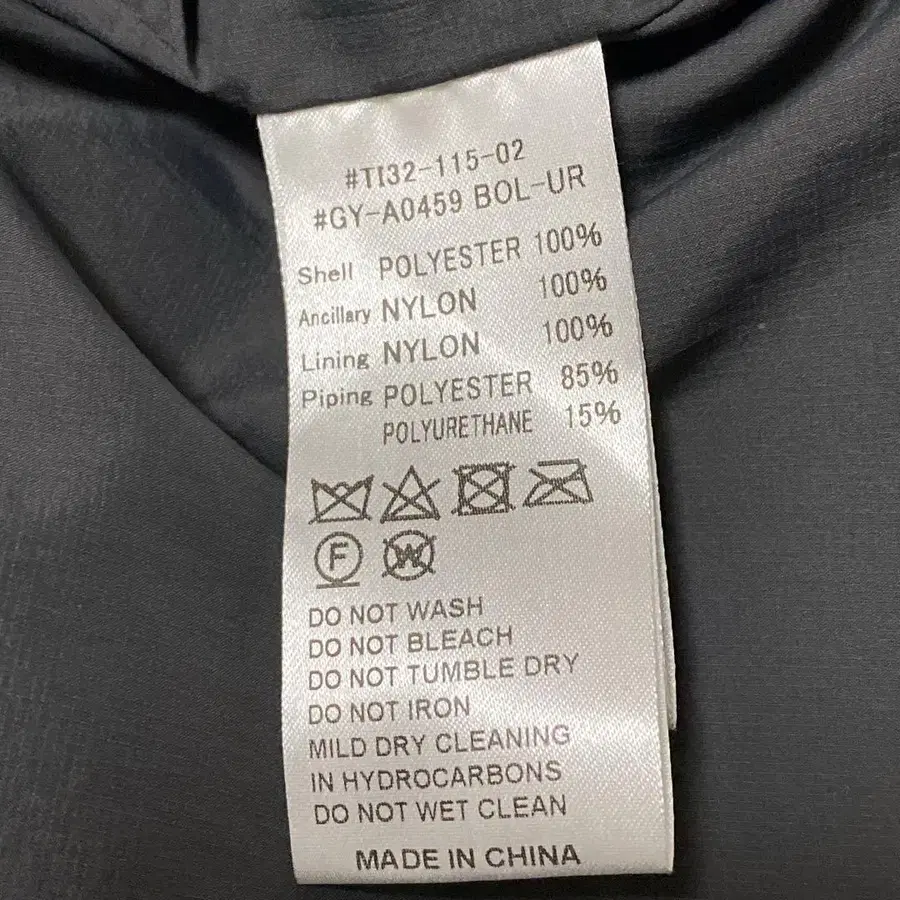 #TI32-115-02
#GY-A0459 BOL-UR
Shell POLYESTER 100%
Ancillary NYLON 100%
Lining NYLON 100%
Piping POLYESTER 85%
POLYURETHANE 15%
F W
DO NOT WASH
DO NOT BLEACH
DO NOT TUMBLE DRY
DO NOT IRON
MILD DRY CLEANING
IN HYDROCARBONS
DO NOT WET CLEAN
MADE IN CHINA